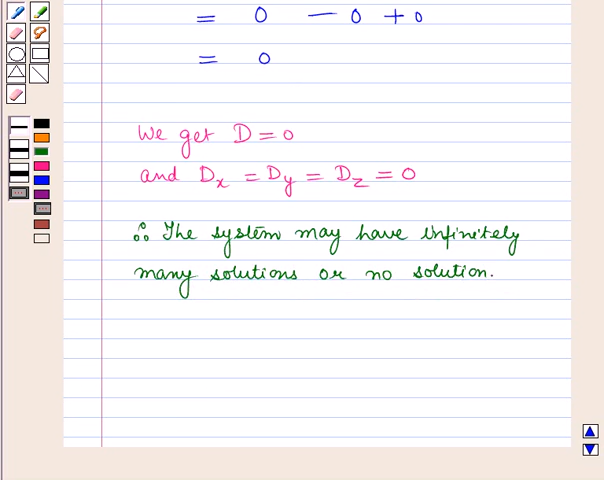 = 0 − 0 + 0
= 0
We get D = 0
and Dx = Dy = Dz = 0
∴ The system may have infinitely
many solutions or no solution.